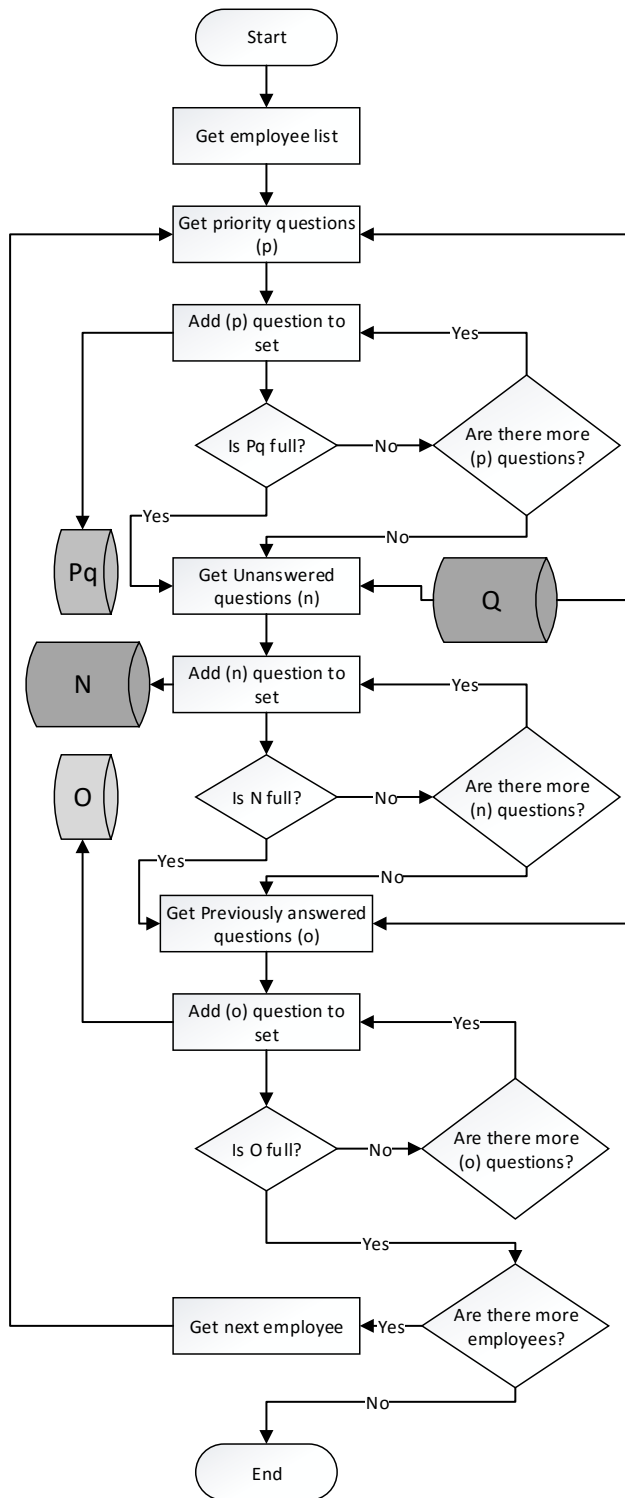 Start
Get employee list
Get priority questions
(p)
Add (p) question to
set
Yes
Is Pq full?
No
Are there more
(p) questions?
Yes
No
Pq
Get Unanswered
questions (n)
Q
N
Add (n) question to
set
Yes
O
Is N full?
No
Are there more
(n) questions?
Yes
No
Get Previously answered
questions (o)
Add (o) question to
set
Yes
Is O full?
No
Are there more
(o) questions?
Yes
Get next employee
Yes
Are there more
employees?
No
End